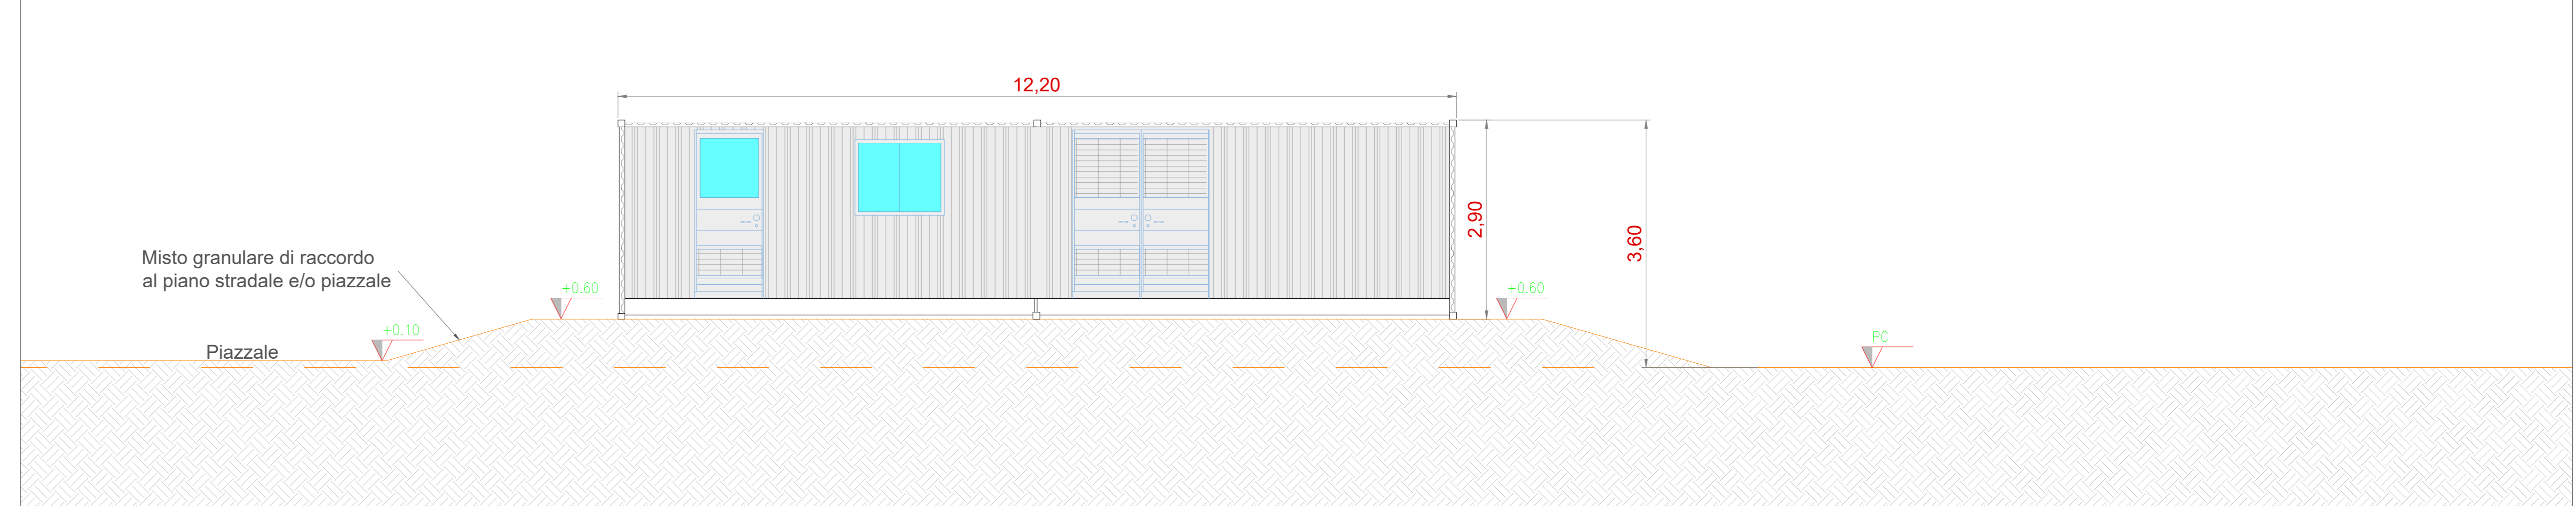 12,20
2,90
3,60
Misto granulare di raccordo
al piano stradale e/o piazzale
+0.60
+0.60
+0.10
PC
Piazzale